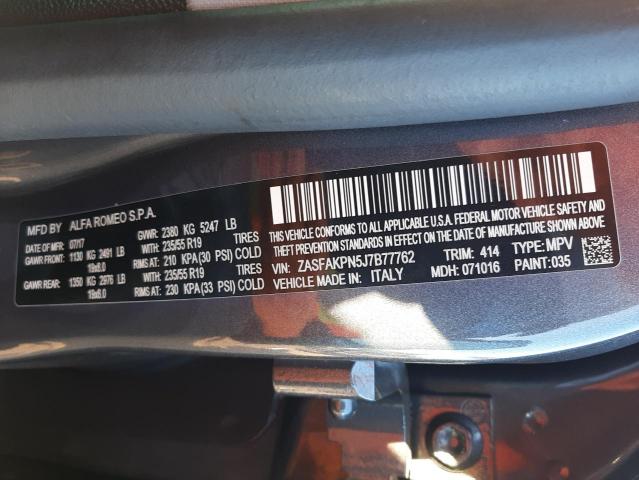 MFD BY ALFA ROMEO S.P.A.
DATE OF MFD: 07/17 GVWR: 2380 KG 5247 LB
GAWR FRONT: 1130 KG 2491 LB WITH: 235/55 R19 TIRES
19x8.0 RIMS AT: 210 KPA(30 PSI) COLD
GAWR REAR: 1350 KG 2976 LB WITH: 235/55 R19 TIRES
19x8.0 RIMS AT: 230 KPA(33 PSI) COLD
THIS VEHICLE CONFORMS TO ALL APPLICABLE U.S.A. FEDERAL MOTOR VEHICLE SAFETY AND
THEFT PREVENTION STANDARDS IN EFFECT ON THE DATE OF MANUFACTURE SHOWN ABOVE
VIN: ZASFAKPN5J7B77762 TRIM: 414 TYPE: MPV
VEHICLE MADE IN: ITALY MDH: 071016 PAINT: 035